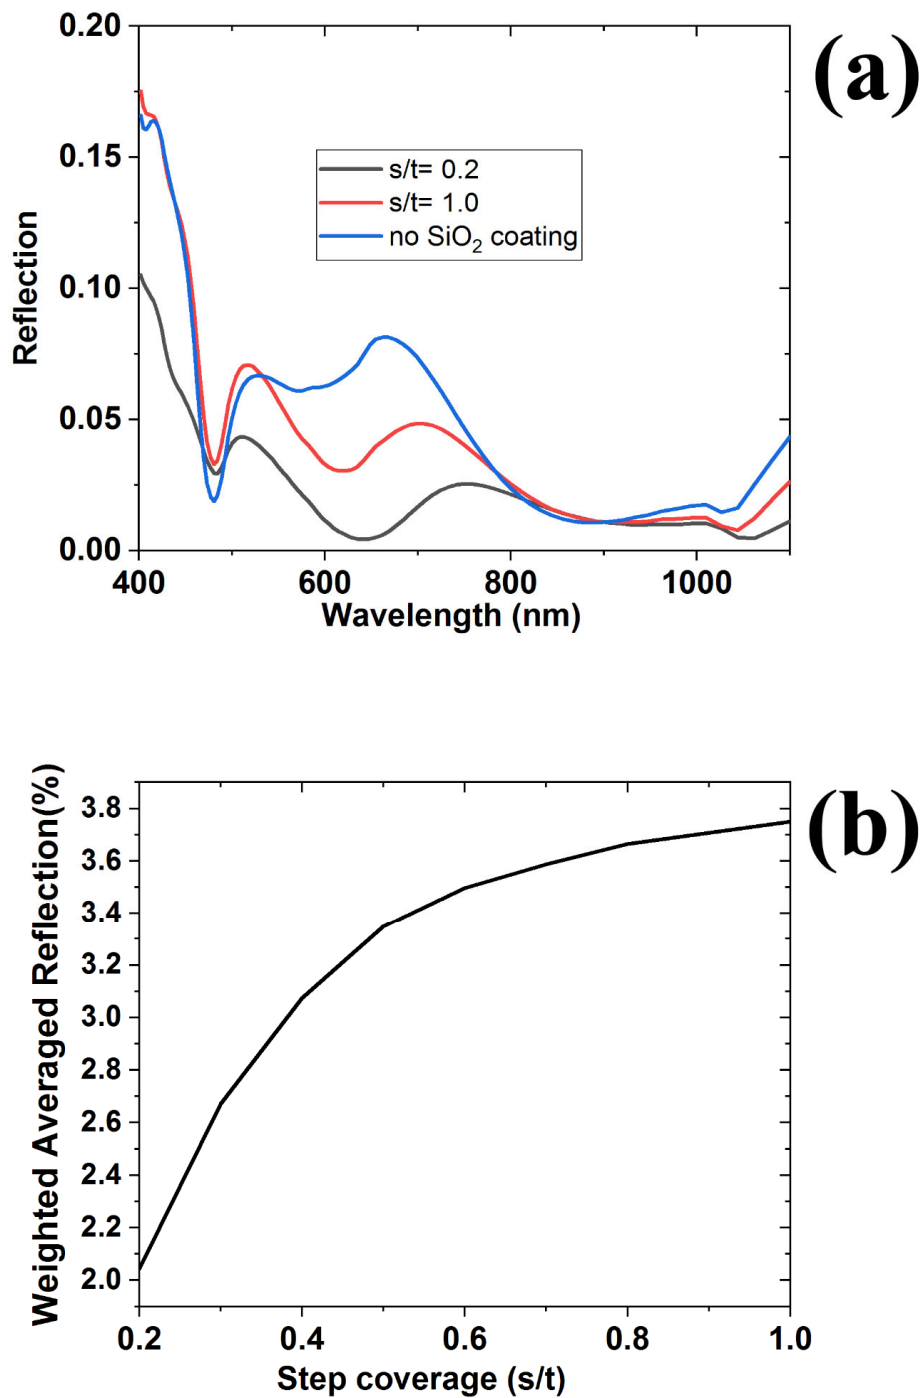 (a)
0.20
0.15
0.10
0.05
0.00
Reflection
s/t= 0.2
s/t= 1.0
no SiO₂ coating
400 600 800 1000
Wavelength (nm)
(b)
3.8
3.6
3.4
3.2
3.0
2.8
2.6
2.4
2.2
2.0
Weighted Averaged Reflection(%)
0.2 0.4 0.6 0.8 1.0
Step coverage (s/t)